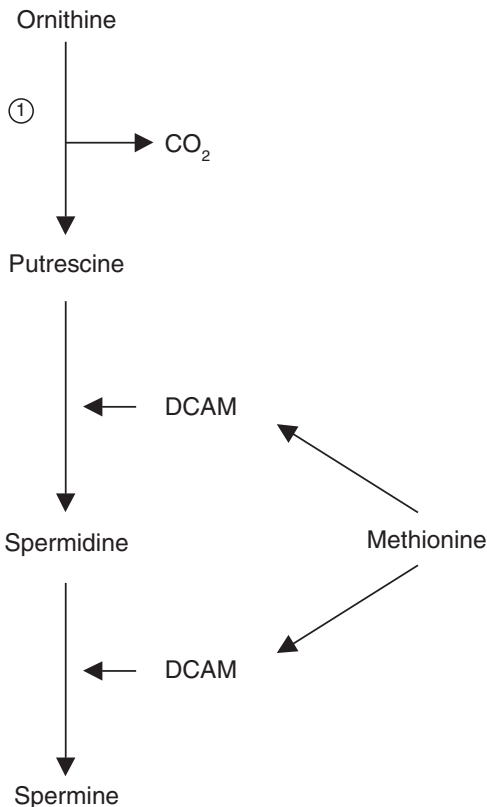 Ornithine
①
CO₂
Putrescine
DCAM
Spermidine
Methionine
DCAM
Spermine